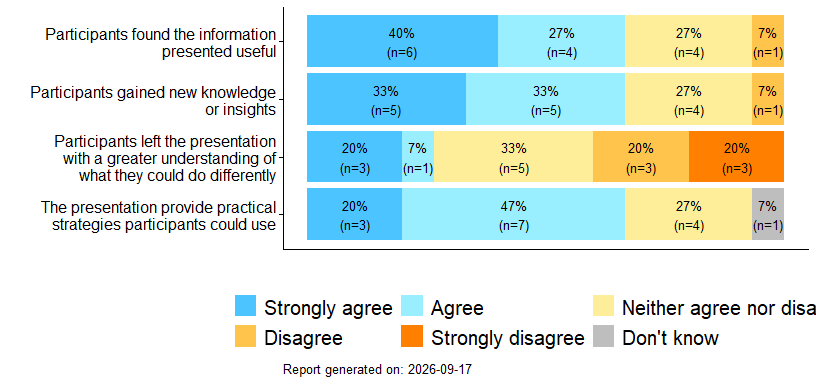 Participants found the information
presented useful
40%
(n=6)
27%
(n=4)
27%
(n=4)
7%
(n=1)
Participants gained new knowledge
or insights
33%
(n=5)
33%
(n=5)
27%
(n=4)
7%
(n=1)
Participants left the presentation
with a greater understanding of
what they could do differently
20%
(n=3)
7%
(n=1)
33%
(n=5)
20%
(n=3)
20%
(n=3)
The presentation provide practical
strategies participants could use
20%
(n=3)
47%
(n=7)
27%
(n=4)
7%
(n=1)
Strongly agree
Agree
Neither agree nor disa
Disagree
Strongly disagree
Don't know
Report generated on: 2026-09-17